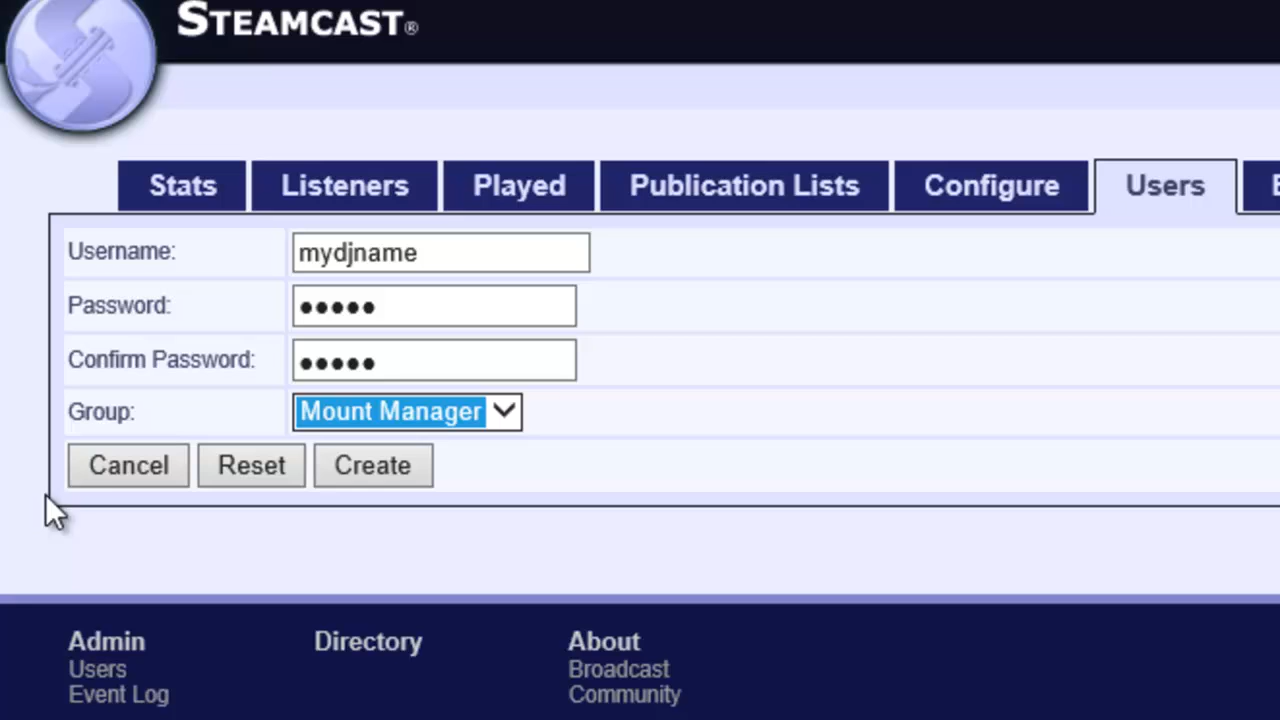 STEAMCAST®
Stats Listeners Played Publication Lists Configure Users
Username: mydjname
Password: •••••
Confirm Password: •••••
Group: Mount Manager
Cancel Reset Create
Admin Directory About
Users Broadcast
Event Log Community